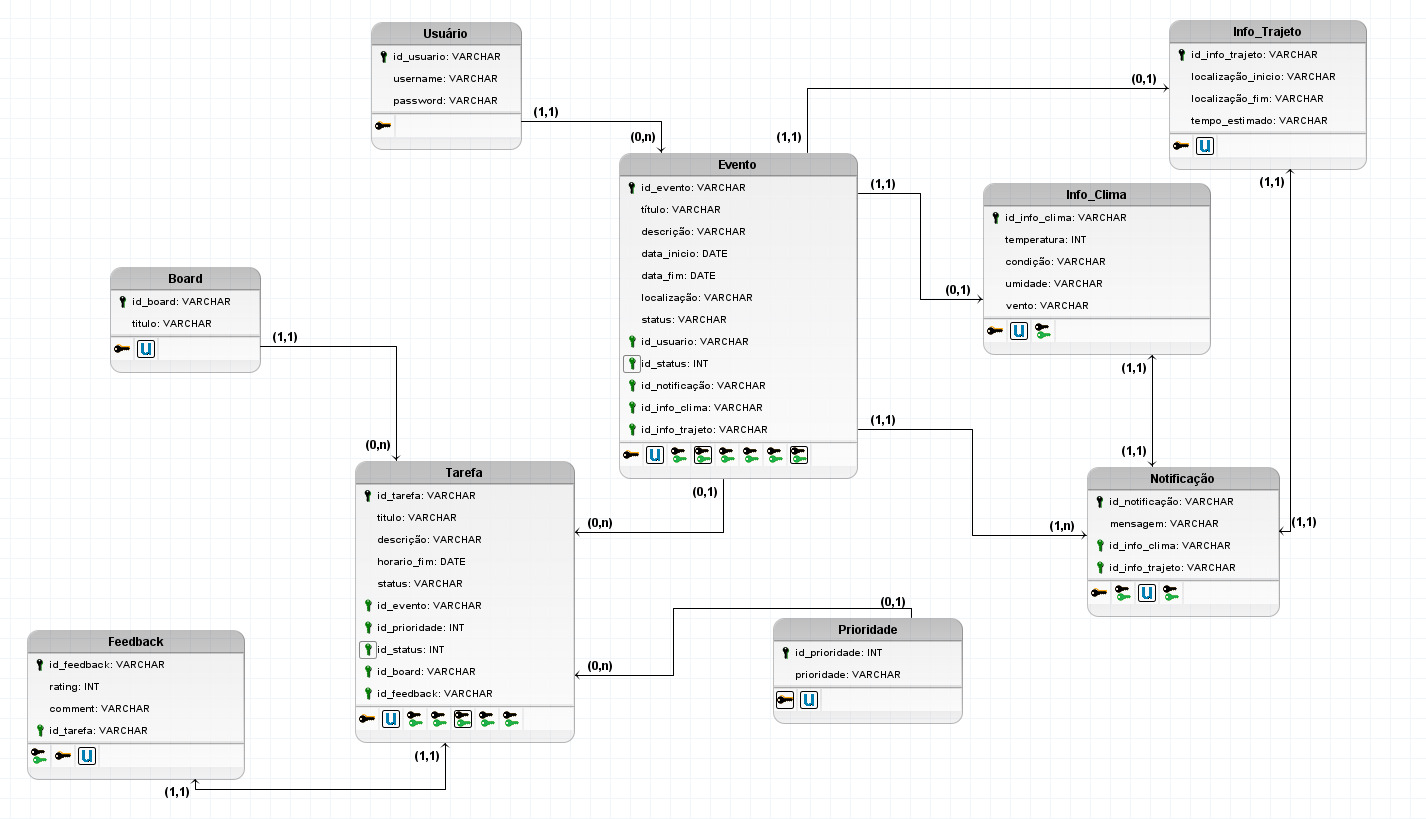 Usuário
id_usuario: VARCHAR
username: VARCHAR
password: VARCHAR
(1,1)
(0,n)
Info_Trajeto
id_info_trajeto: VARCHAR
localização_inicio: VARCHAR
localização_fim: VARCHAR
tempo_estimado: VARCHAR
U
(0,1)
(1,1)
(1,1)
Evento
id_evento: VARCHAR
título: VARCHAR
descrição: VARCHAR
data_inicio: DATE
data_fim: DATE
localização: VARCHAR
status: VARCHAR
id_usuario: VARCHAR
id_status: INT
id_notificação: VARCHAR
id_info_clima: VARCHAR
id_info_trajeto: VARCHAR
U
(1,1)
(0,1)
Info_Clima
id_info_clima: VARCHAR
temperatura: INT
condição: VARCHAR
umidade: VARCHAR
vento: VARCHAR
U
(1,1)
(1,1)
Board
id_board: VARCHAR
titulo: VARCHAR
U
(1,1)
(0,n)
(1,1)
(1,n)
(0,1)
(0,n)
Tarefa
id_tarefa: VARCHAR
titulo: VARCHAR
descrição: VARCHAR
horario_fim: DATE
status: VARCHAR
id_evento: VARCHAR
id_prioridade: INT
id_status: INT
id_board: VARCHAR
id_feedback: VARCHAR
U
Notificação
id_notificação: VARCHAR
mensagem: VARCHAR
id_info_clima: VARCHAR
id_info_trajeto: VARCHAR
U
(1,1)
(0,1)
(0,n)
Prioridade
id_prioridade: INT
prioridade: VARCHAR
U
Feedback
id_feedback: VARCHAR
rating: INT
comment: VARCHAR
id_tarefa: VARCHAR
U
(1,1)
(1,1)